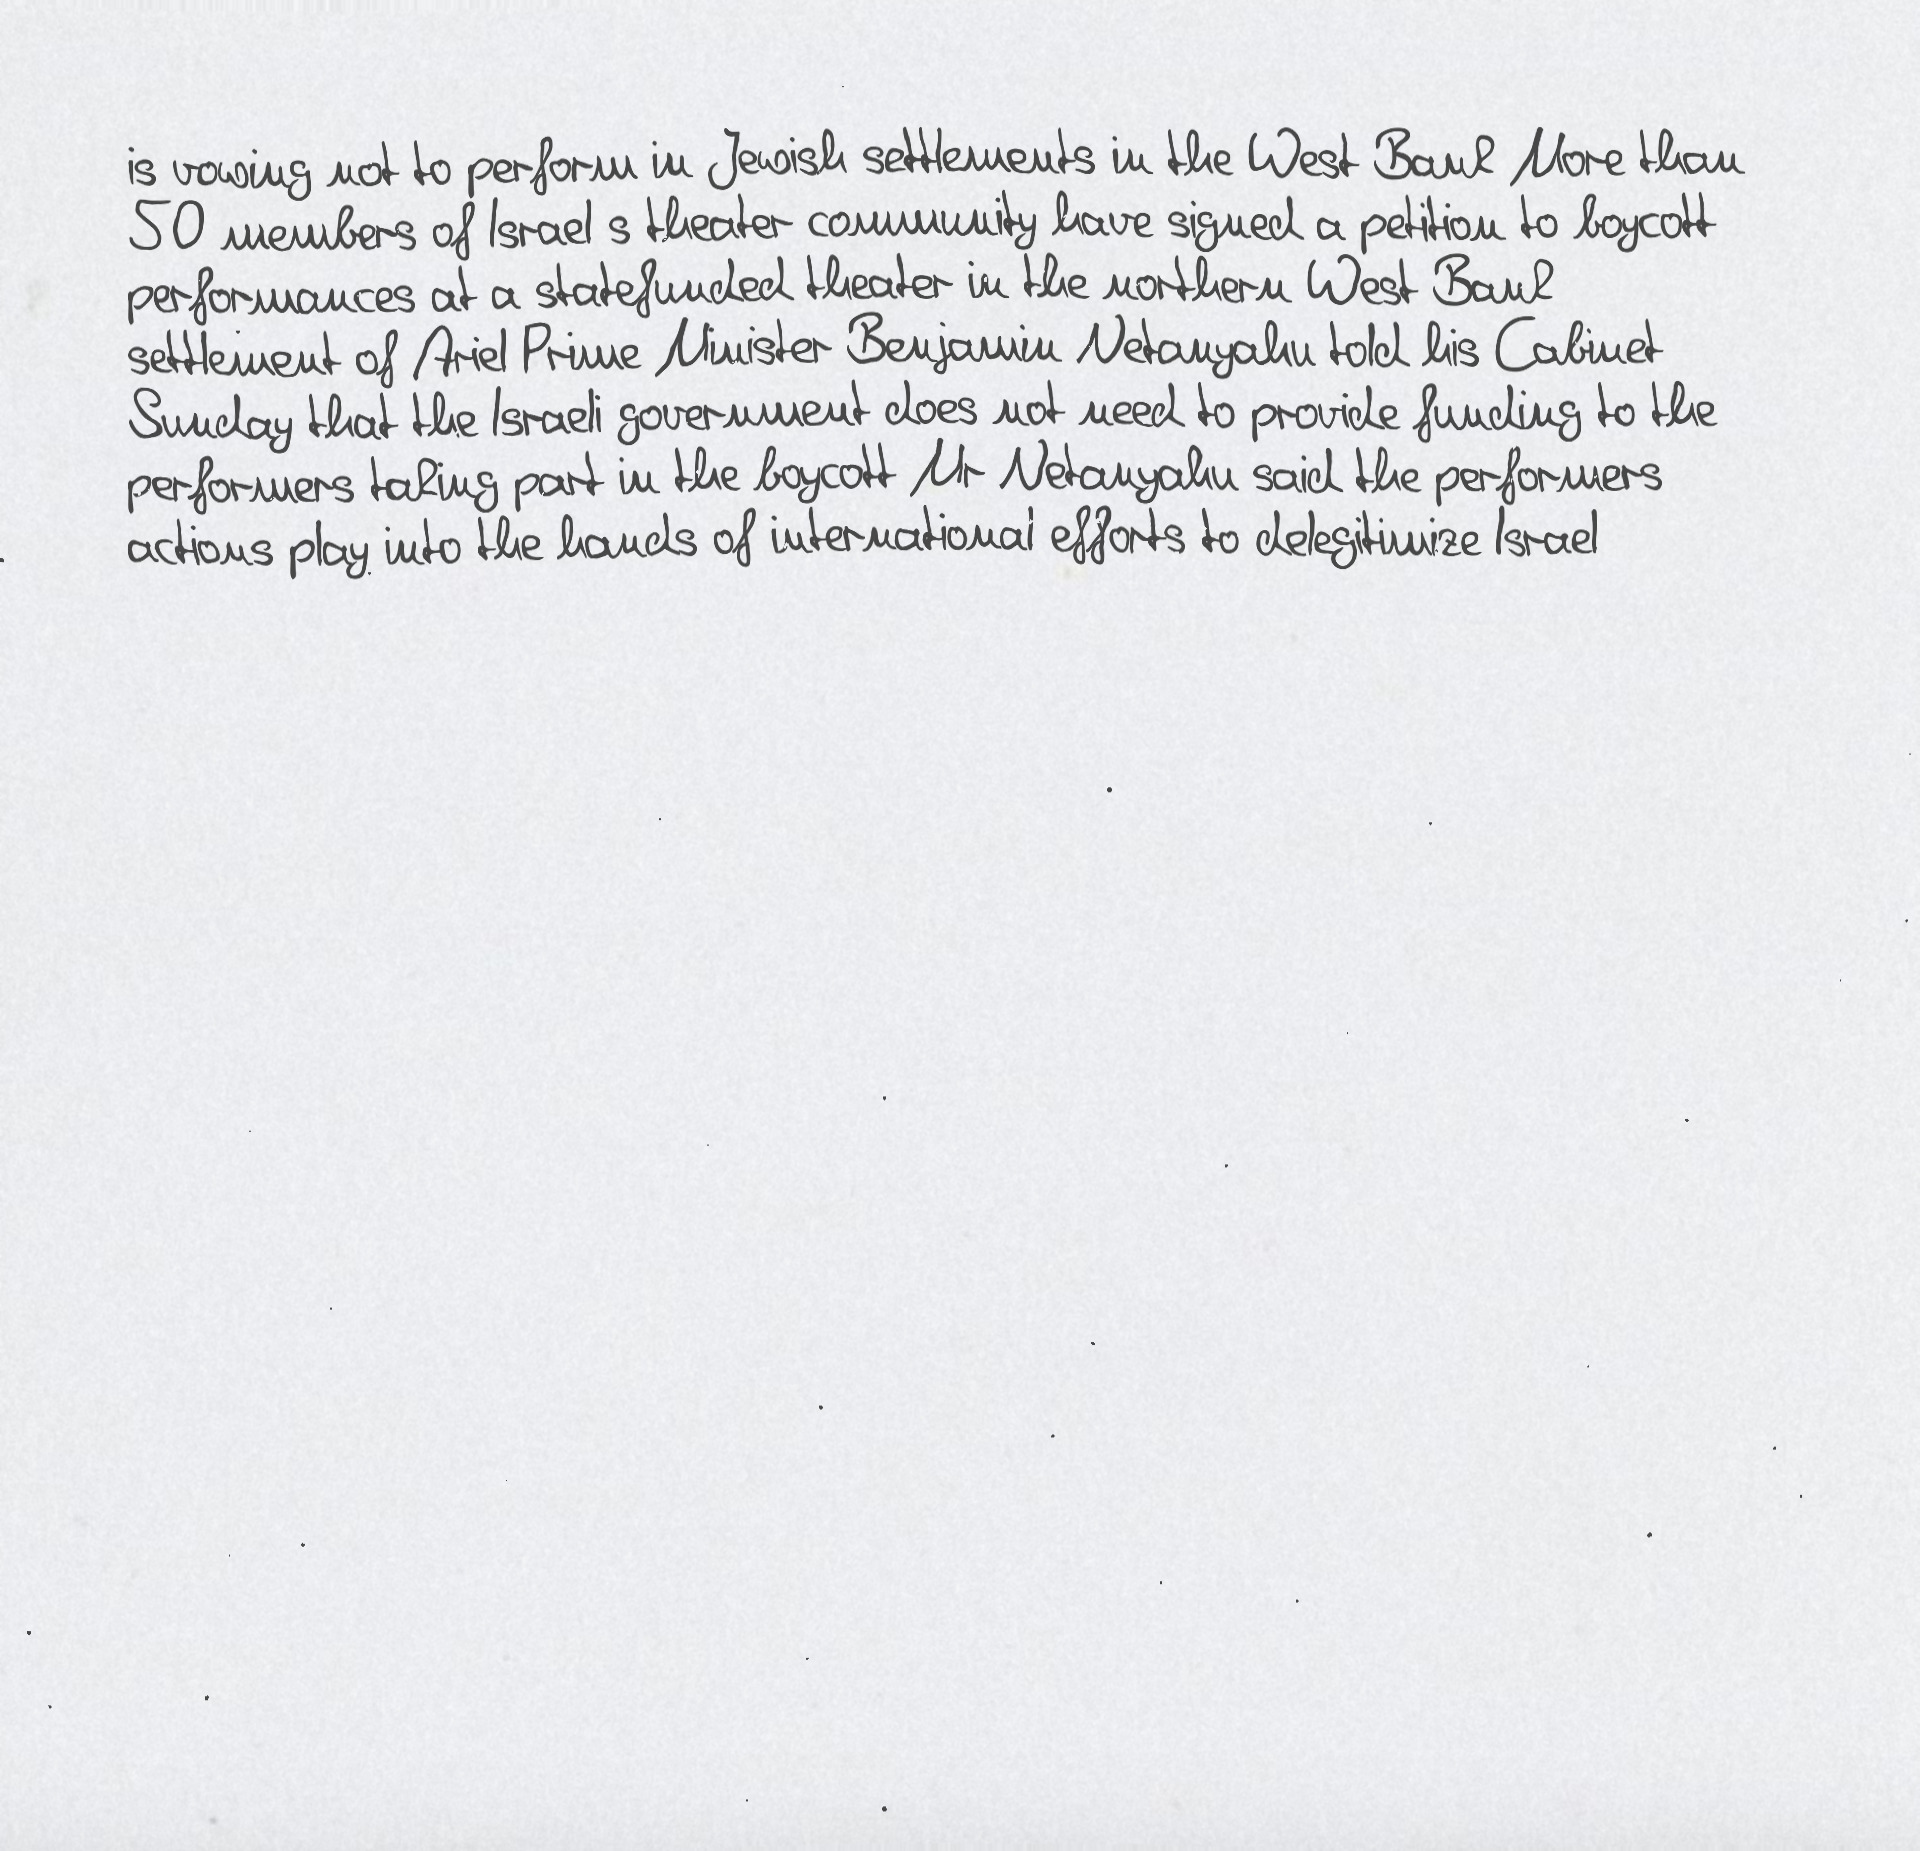 is vowing not to perform in Jewish settlements in the West Bank More than
50 members of Israel s theater community have signed a petition to boycott
performances at a statefunded theater in the northern West Bank
settlement of Ariel Prime Minister Benjamin Netanyahu told his Cabinet
Sunday that the Israeli government does not need to provide funding to the
performers taking part in the boycott Mr Netanyahu said the performers
actions play into the hands of international efforts to delegitimize Israel